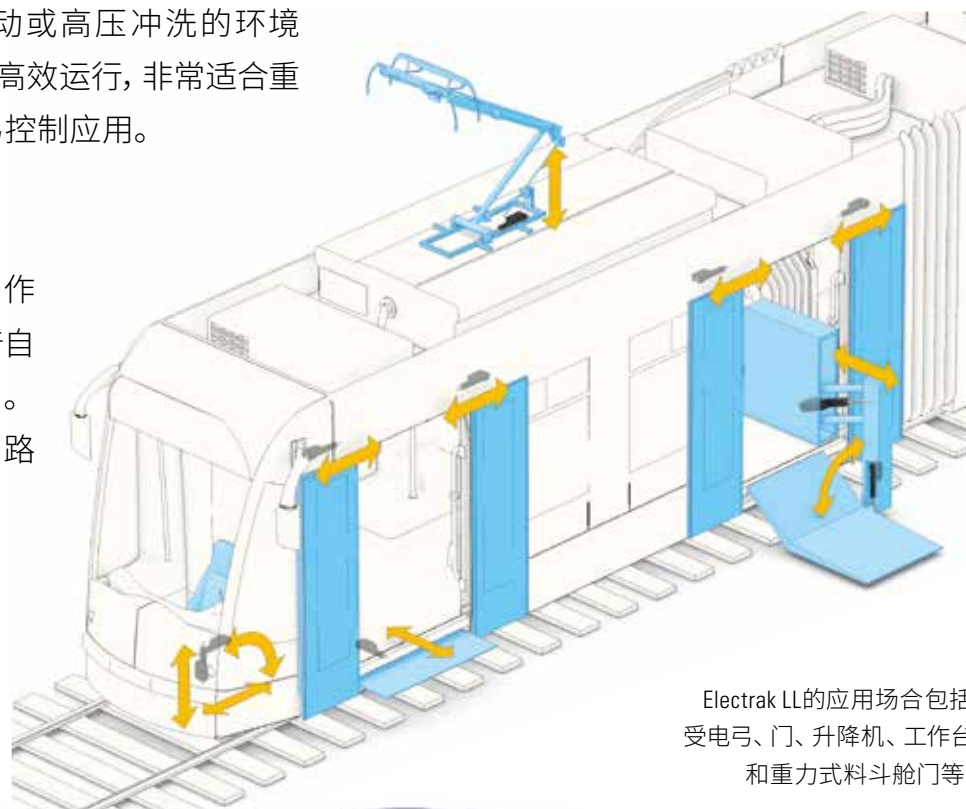 动或高压冲洗的环境
高效运行，非常适合重
控制应用。
作
自
。
路
Electrak LL的应用场合包括
受电弓、门、升降机、工作台
和重力式料斗舱门等